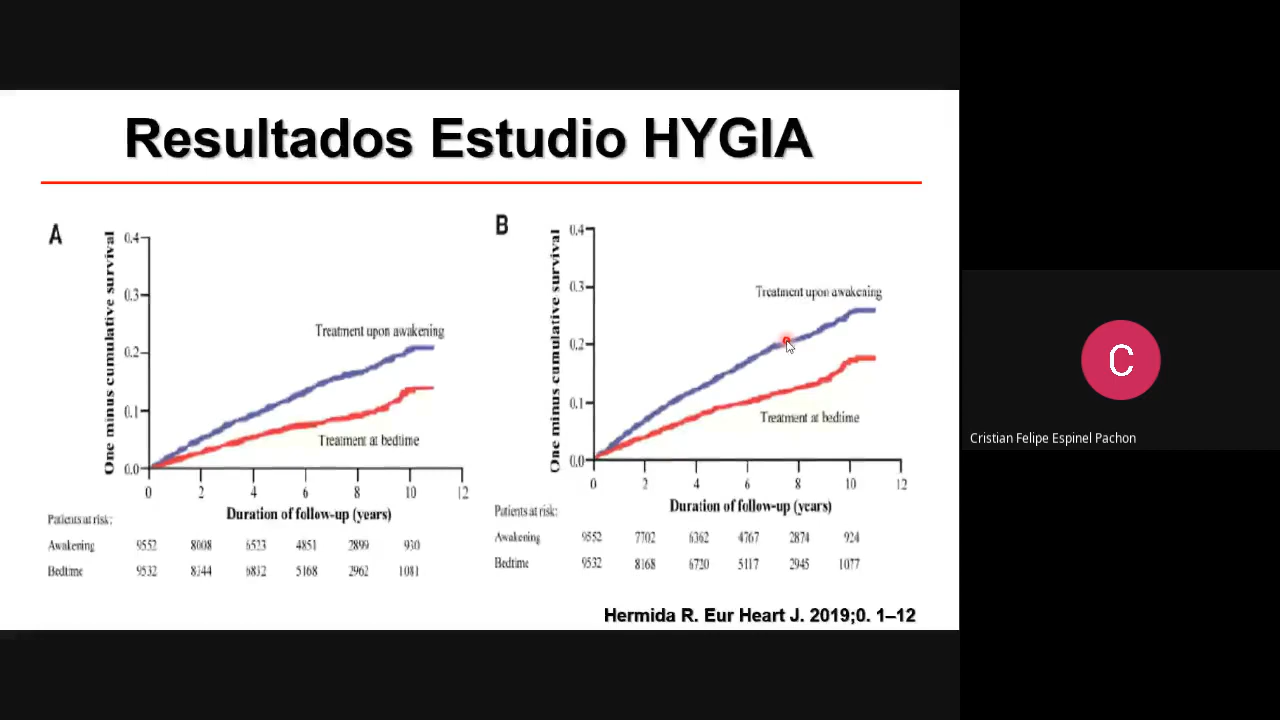 Resultados Estudio HYGIA
A
One minus cumulative survival
0.4
0.3
0.2
0.1
0.0
Treatment upon awakening
Treatment at bedtime
0 2 4 6 8 10 12
Duration of follow-up (years)
Patients at risk:
Awakening 9552 8008 6523 4851 2899 930
Bedtime 9532 8344 6832 5168 2962 1081
B
One minus cumulative survival
0.4
0.3
0.2
0.1
0.0
Treatment upon awakening
Treatment at bedtime
0 2 4 6 8 10 12
Duration of follow-up (years)
Patients at risk:
Awakening 9552 7702 6362 4767 2874 924
Bedtime 9532 8168 6720 5117 2945 1077
Hermida R. Eur Heart J. 2019;0. 1–12
C
Cristian Felipe Espinel Pachon